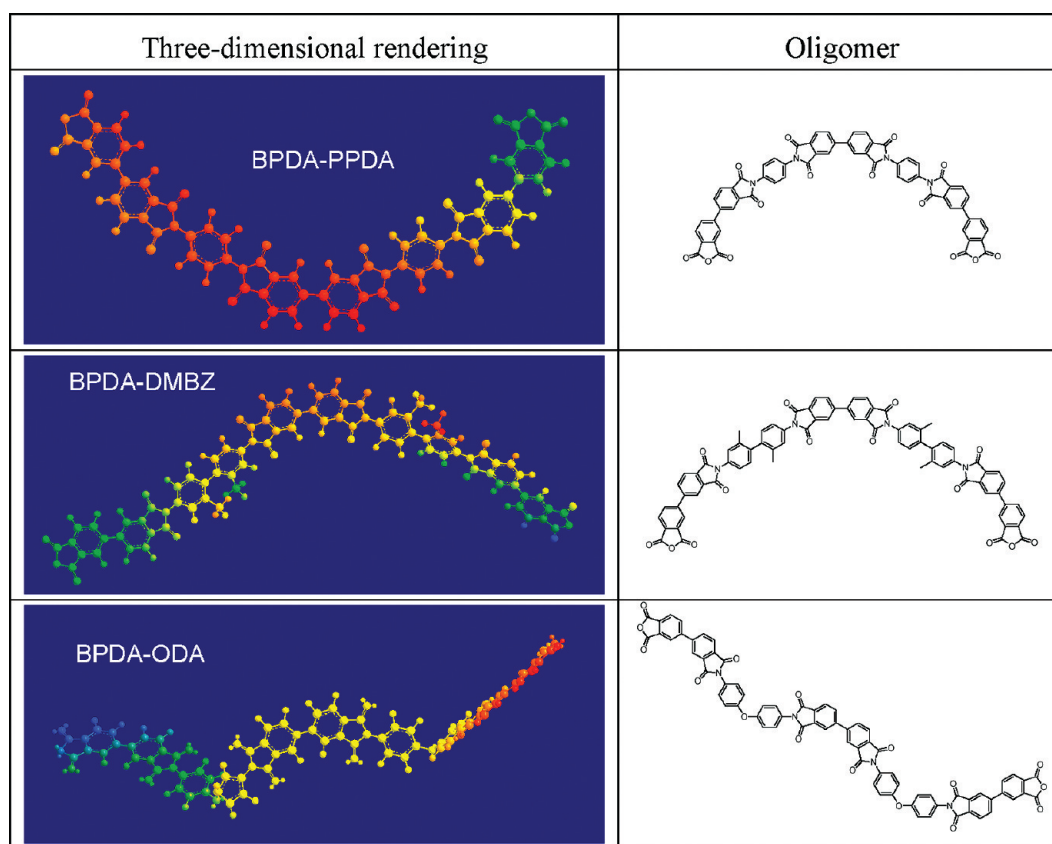 Three-dimensional rendering
Oligomer
BPDA-PPDA
BPDA-DMBZ
BPDA-ODA